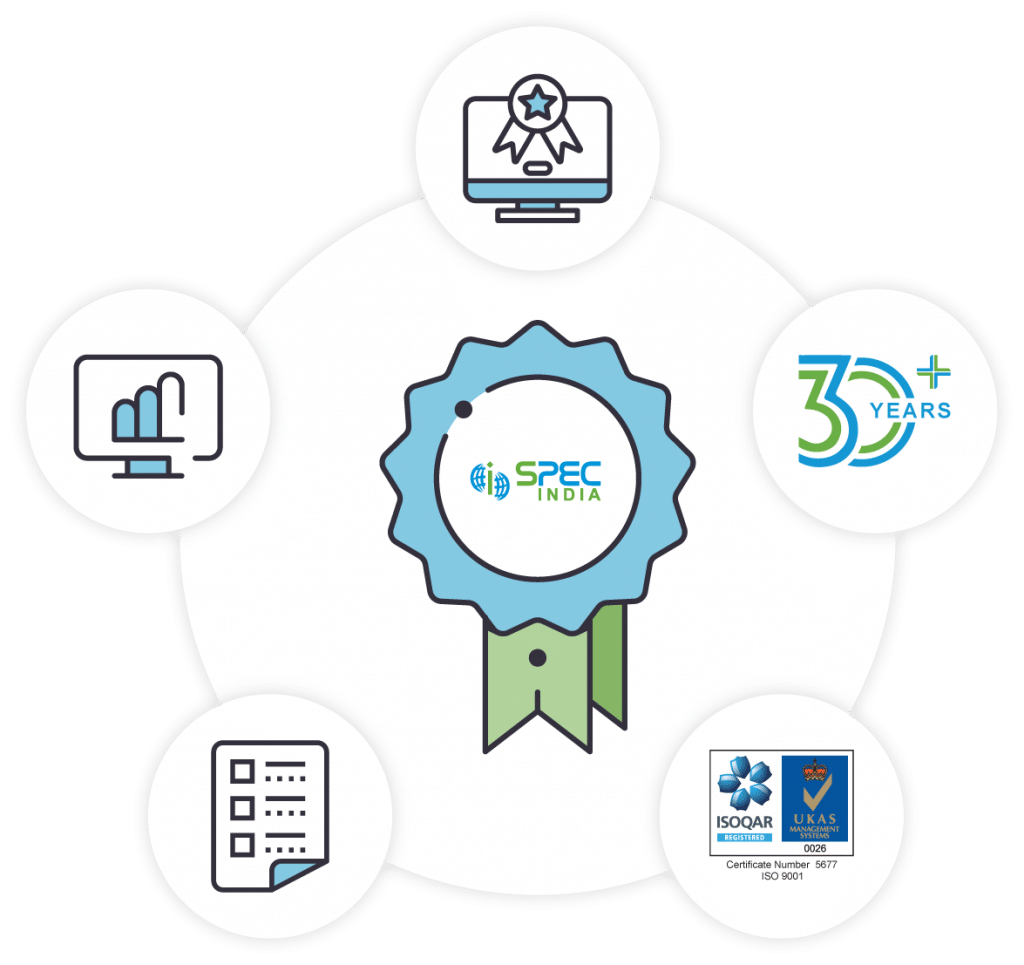 30+
YEARS
SPEC
INDIA
ISOQAR
REGISTERED
UKAS
MANAGEMENT
SYSTEMS
0026
Certificate Number 5677
ISO 9001